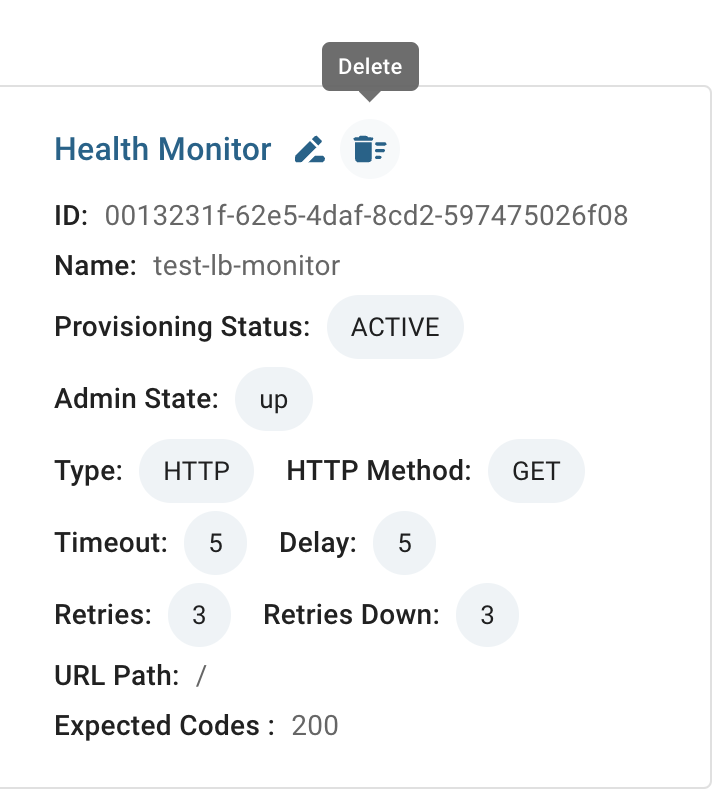 Delete
Health Monitor
ID: 0013231f-62e5-4daf-8cd2-597475026f08
Name: test-lb-monitor
Provisioning Status: ACTIVE
Admin State: up
Type: HTTP HTTP Method: GET
Timeout: 5 Delay: 5
Retries: 3 Retries Down: 3
URL Path: /
Expected Codes : 200